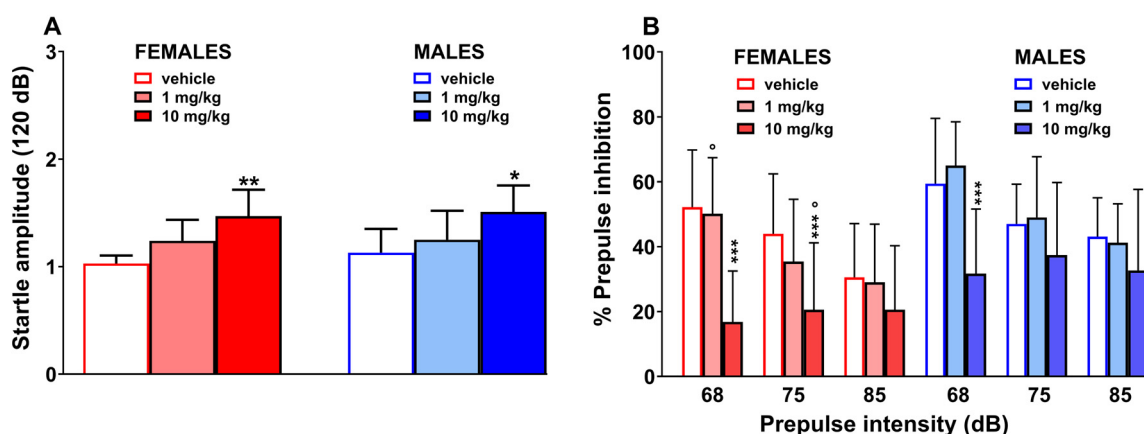 A
Startle amplitude (120 dB)
3
2
1
0
FEMALES
vehicle
1 mg/kg
10 mg/kg
MALES
vehicle
1 mg/kg
10 mg/kg
**
*
B
% Prepulse inhibition
100
80
60
40
20
0
FEMALES
vehicle
1 mg/kg
10 mg/kg
MALES
vehicle
1 mg/kg
10 mg/kg
°
***
*** °
***
68 75 85 68 75 85
Prepulse intensity (dB)